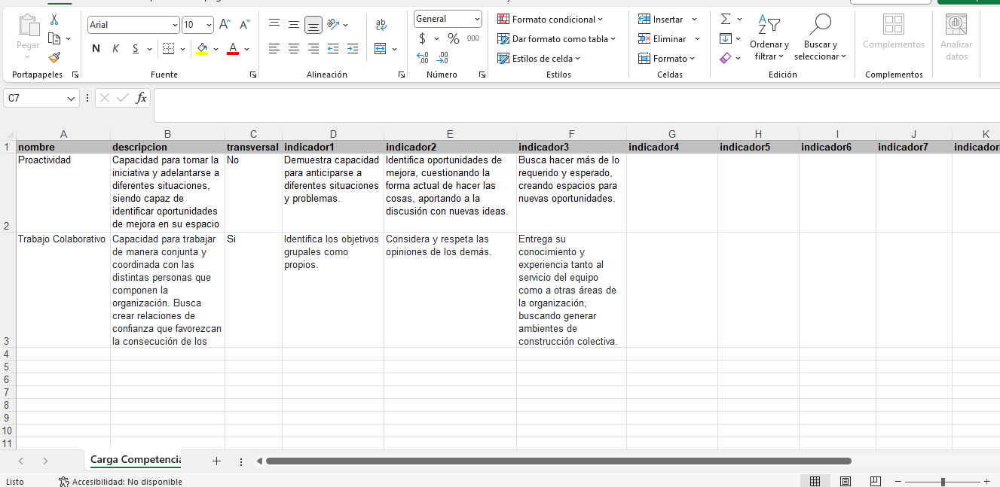 General
Arial
10
Formato condicional
Insertar
Pegar
$
%
000
Dar formato como tabla
Eliminar
Ordenar y
filtrar
Buscar y
seleccionar
Complementos
Analizar
datos
N K S
Estilos de celda
Formato
Portapapeles
Fuente
Alineación
Número
Estilos
Celdas
Edición
Complementos
C7
fx
A B C D E F G H I J K
1 nombre descripcion transversal indicador1 indicador2 indicador3 indicador4 indicador5 indicador6 indicador7 indicador
2
Proactividad
Capacidad para tomar la
iniciativa y adelantarse a
diferentes situaciones,
siendo capaz de
identificar oportunidades
de mejora en su espacio
No
Demuestra capacidad
para anticiparse a
diferentes situaciones
y problemas.
Identifica oportunidades de
mejora, cuestionando la
forma actual de hacer las
cosas, aportando a la
discusión con nuevas ideas.
Busca hacer más de lo
requerido y esperado,
creando espacios para
nuevas oportunidades.
3
Trabajo Colaborativo
Capacidad para trabajar
de manera conjunta y
coordinada con las
distintas personas que
componen la
organización. Busca
crear relaciones de
confianza que favorezcan
la consecución de los
Si
Identifica los objetivos
grupales como
propios.
Considera y respeta las
opiniones de los demás.
Entrega su
conocimiento y
experiencia tanto al
servicio del equipo
como a otras áreas de
la organización,
buscando generar
ambientes de
construcción colectiva.
4
5
6
7
8
9
10
11
Carga Competencia
Listo
Accesibilidad: No disponible